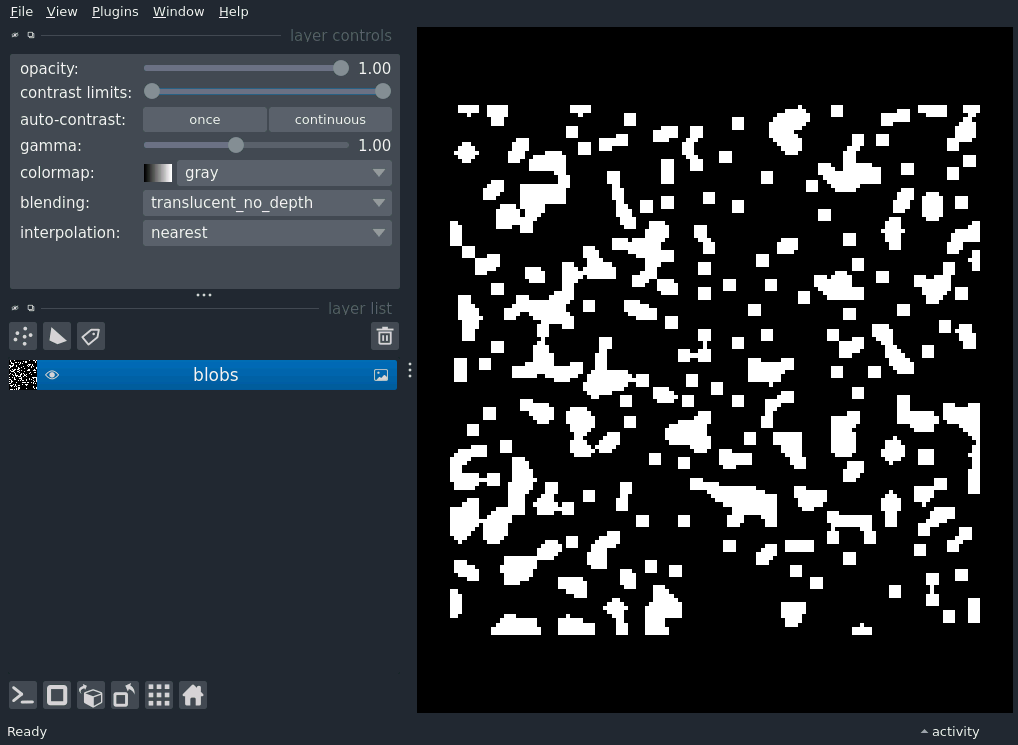 File View Plugins Window Help
layer controls
opacity: 1.00
contrast limits:
auto-contrast: once continuous
gamma: 1.00
colormap: gray
blending: translucent_no_depth
interpolation: nearest
layer list
blobs
Ready
activity